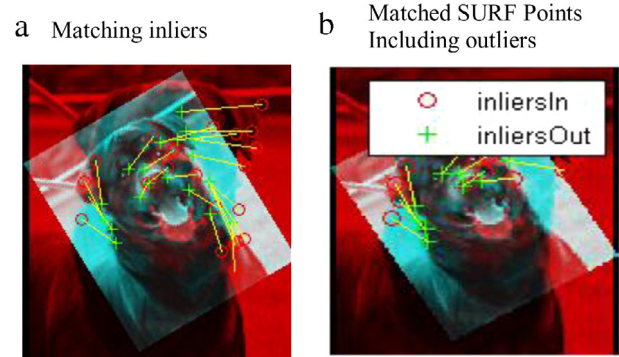 a Matching inliers
b Matched SURF Points
Including outliers
inliersIn
inliersOut